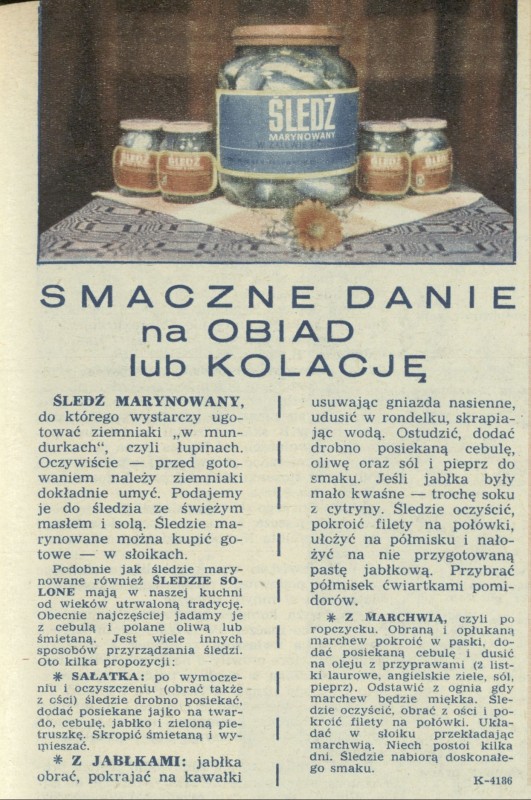 ŚLEDŹ
MARYNOWANY
ŚLEDŹ
ŚLEDŹ
ŚLEDŹ
ŚLEDŹ
SMACZNE DANIE
na OBIAD
lub KOLACJĘ
ŚLEDŹ MARYNOWANY,
do którego wystarczy ugo-
tować ziemniaki „w mun-
durkach“, czyli łupinach.
Oczywiście — przed goto-
waniem należy ziemniaki
dokładnie umyć. Podajemy
je do śledzia ze świeżym
masłem i solą. Śledzie ma-
rynowane można kupić go-
towe — w słoikach.
Podobnie jak śledzie mary-
nowane również ŚLEDZIE SO-
LONE mają w naszej kuchni
od wieków utrwaloną tradycję.
Obecnie najczęściej jadamy je
z cebulą i polane oliwą lub
śmietaną. Jest wiele innych
sposobów przyrządzania śledzi.
Oto kilka propozycji:
* SAŁATKA: po wymocze-
niu i oczyszczeniu (obrać także
z ości) śledzie drobno posiekać,
dodać posiekane jajko na twar-
do, cebulę, jabłko i zieloną pie-
truszkę. Skropić śmietaną i wy-
mieszać.
* Z JABŁKAMI: jabłka
obrać, pokrajać na kawałki
usuwając gniazda nasienne,
udusić w rondelku, skrapia-
jąc wodą. Ostudzić, dodać
drobno posiekaną cebulę,
oliwę oraz sól i pieprz do
smaku. Jeśli jabłka były
mało kwaśne — trochę soku
z cytryny. Śledzie oczyścić,
pokroić filety na połówki,
ułożyć na półmisku i nało-
żyć na nie przygotowaną
pastę jabłkową. Przybrać
półmisek ćwiartkami pomi-
dorów.
* Z MARCHWIĄ, czyli po
ropczycku. Obraną i opłukaną
marchew pokroić w paski, do-
dać posiekaną cebulę i dusić
na oleju z przyprawami (2 list-
ki laurowe, angielskie ziele, sól,
pieprz). Odstawić z ognia gdy
marchew będzie miękka. Śle-
dzie oczyścić, obrać z ości i po-
kroić filety na połówki. Ukła-
dać w słoiku przekładając
marchwią. Niech postoi kilka
dni. Śledzie nabiorą doskonałe-
go smaku.
K-4186